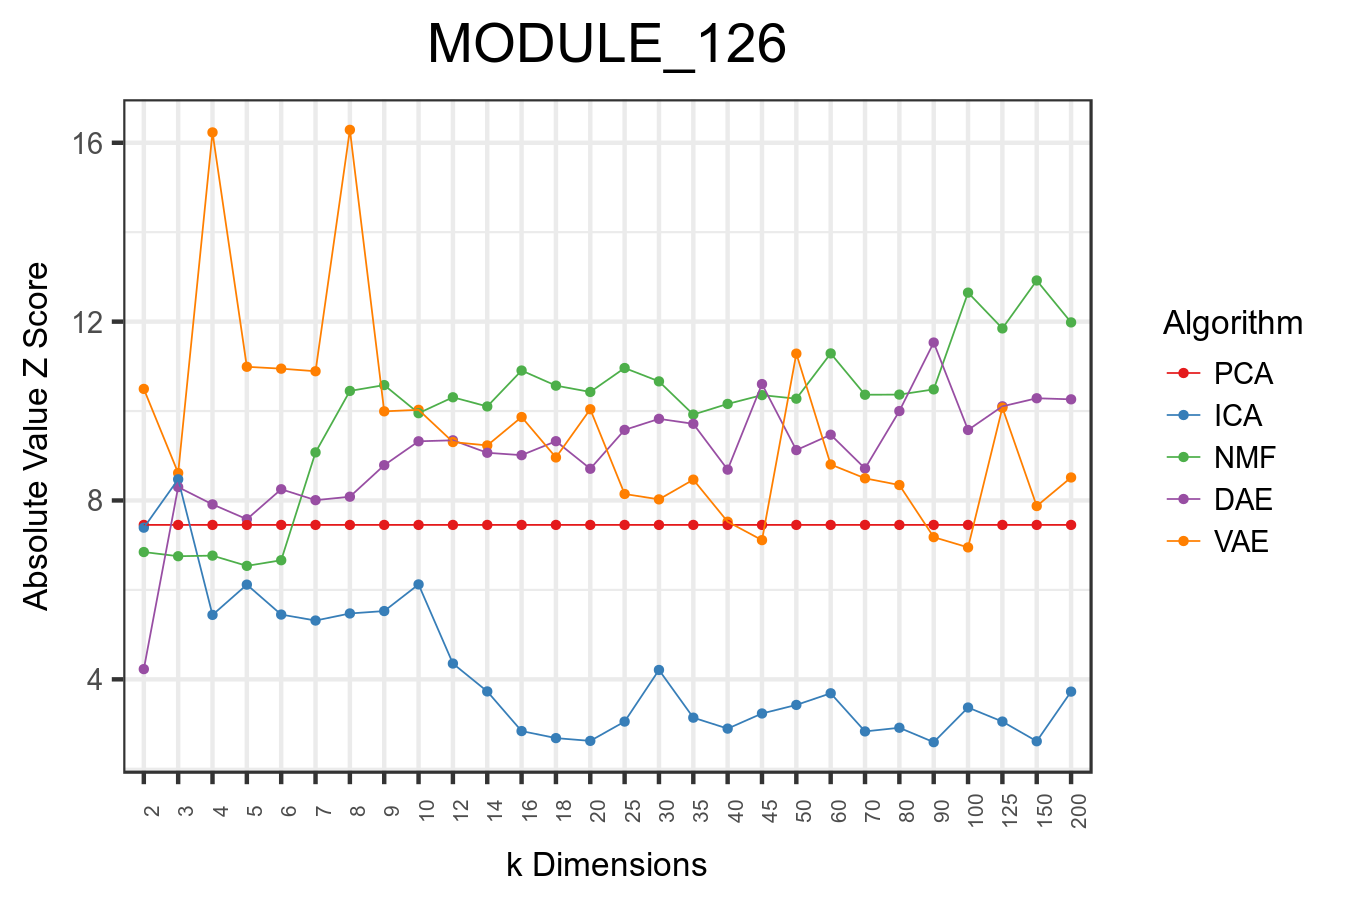 MODULE_126
Absolute Value Z Score
16
12
8
4
2 3 4 5 6 7 8 9 10 12 14 16 18 20 25 30 35 40 45 50 60 70 80 90 100 125 150 200
k Dimensions
Algorithm
PCA
ICA
NMF
DAE
VAE